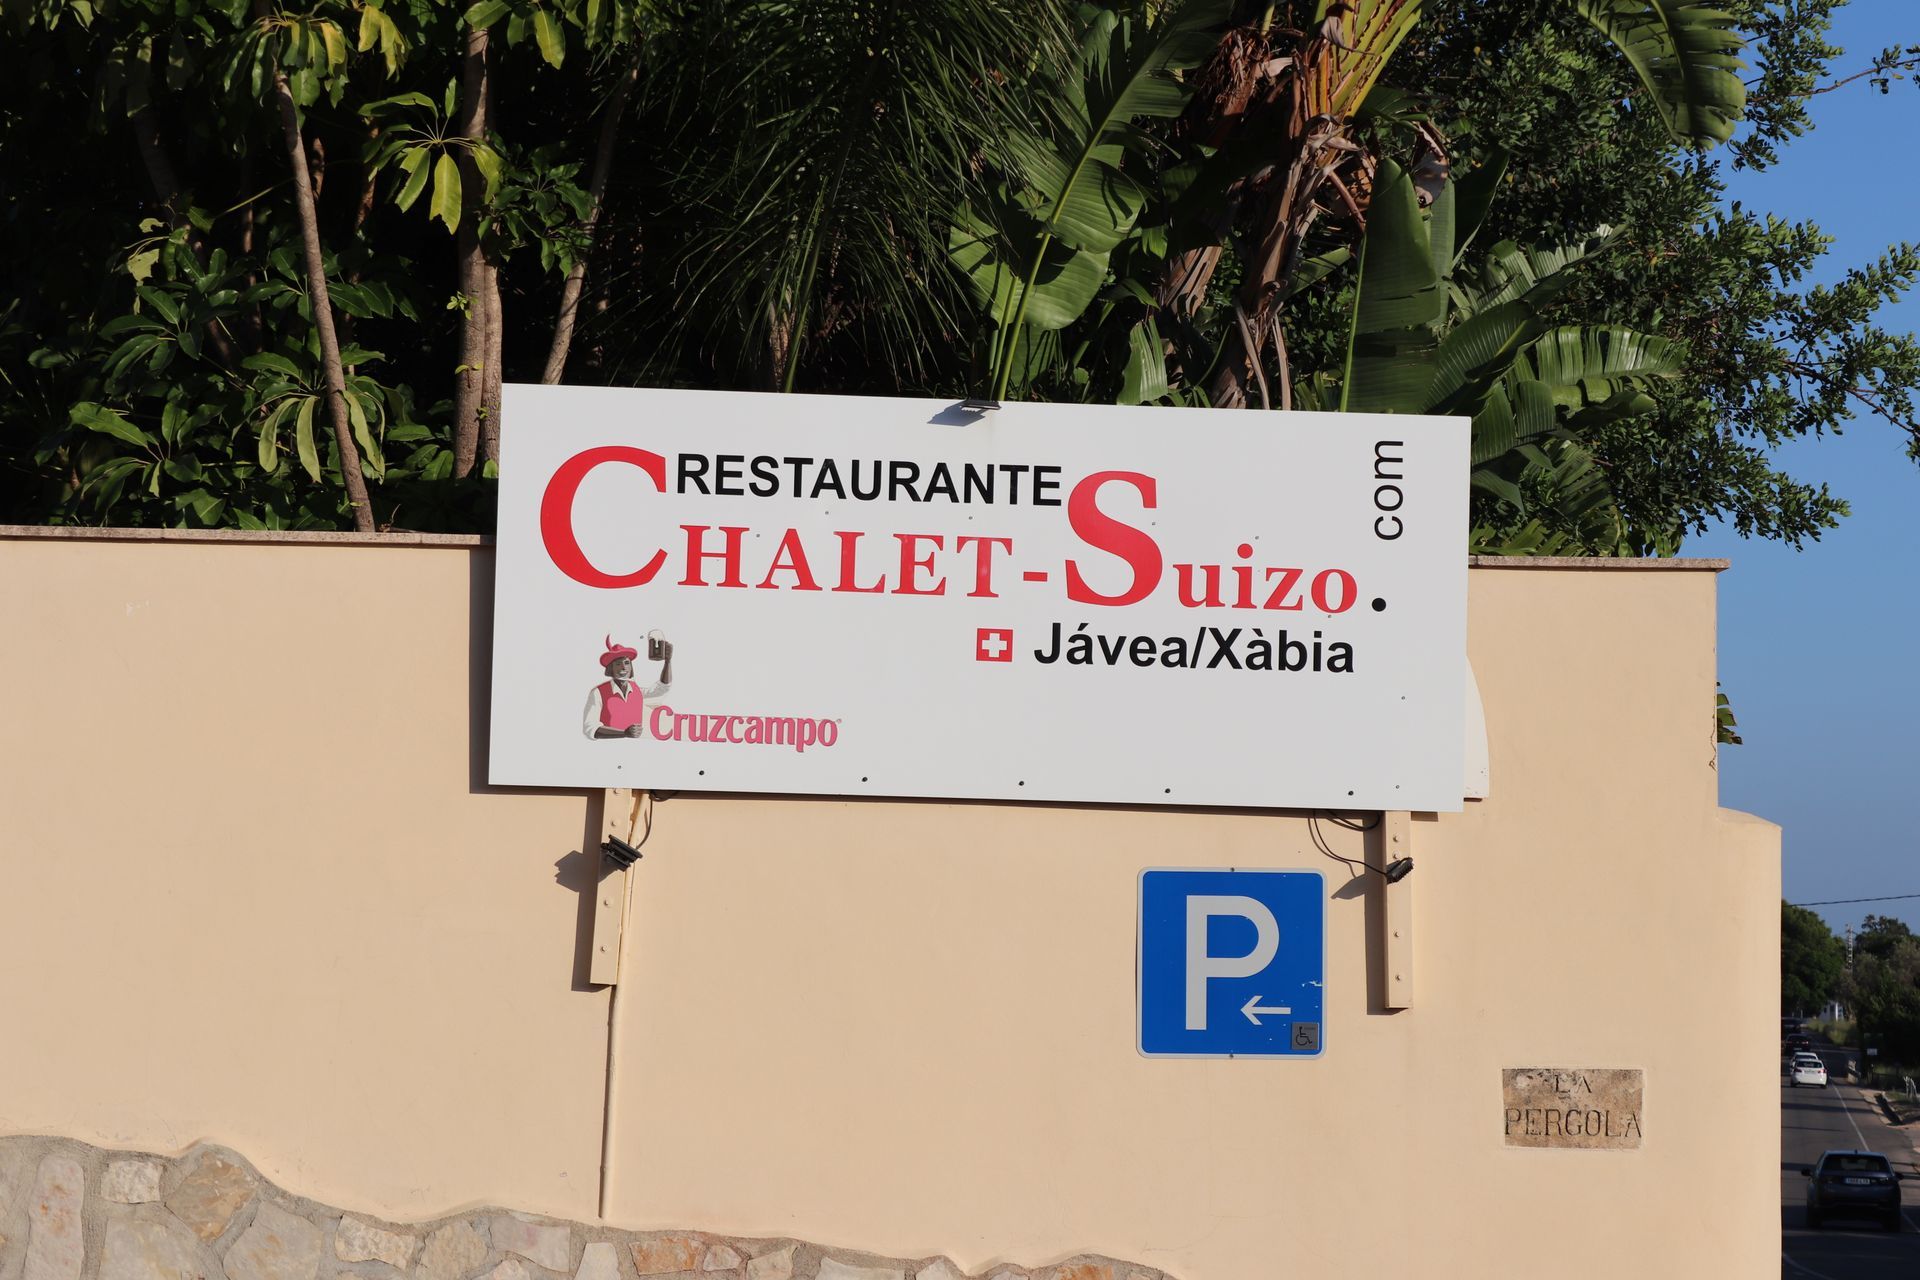 RESTAURANTE
CHALET-Suizo.
com
Jávea/Xàbia
Cruzcampo
P
LA
PERGOLA